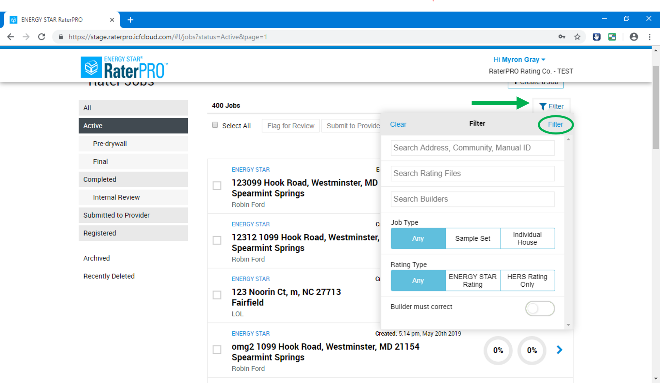 ENERGY STAR RaterPRO
https://stage.raterpro.icfcloud.com/#!/jobs?status=Active&page=1
ENERGY STAR®
RaterPRO™
Hi Myron Gray
RaterPRO Rating Co. - TEST
Rater Jobs
Create a Job
All
Active
Pre-drywall
Final
Completed
Internal Review
Submitted to Provider
Registered
Archived
Recently Deleted
400 Jobs
Filter
Select All
Flag for Review
Submit to Provide
Clear
Filter
Filter
Search Address, Community, Manual ID
Search Rating Files
Search Builders
Job Type
Any
Sample Set
Individual House
Rating Type
Any
ENERGY STAR Rating
HERS Rating Only
Builder must correct
ENERGY STAR
123099 Hook Road, Westminster, MD
Spearmint Springs
Robin Ford
ENERGY STAR
12312 1099 Hook Road, Westminster,
Spearmint Springs
Robin Ford
ENERGY STAR
123 Noorin Ct, m, NC 27713
Fairfield
LOL
ENERGY STAR
Created: 5:14 pm, May 20th 2019
omg2 1099 Hook Road, Westminster, MD 21154
Spearmint Springs
Robin Ford
0%
0%